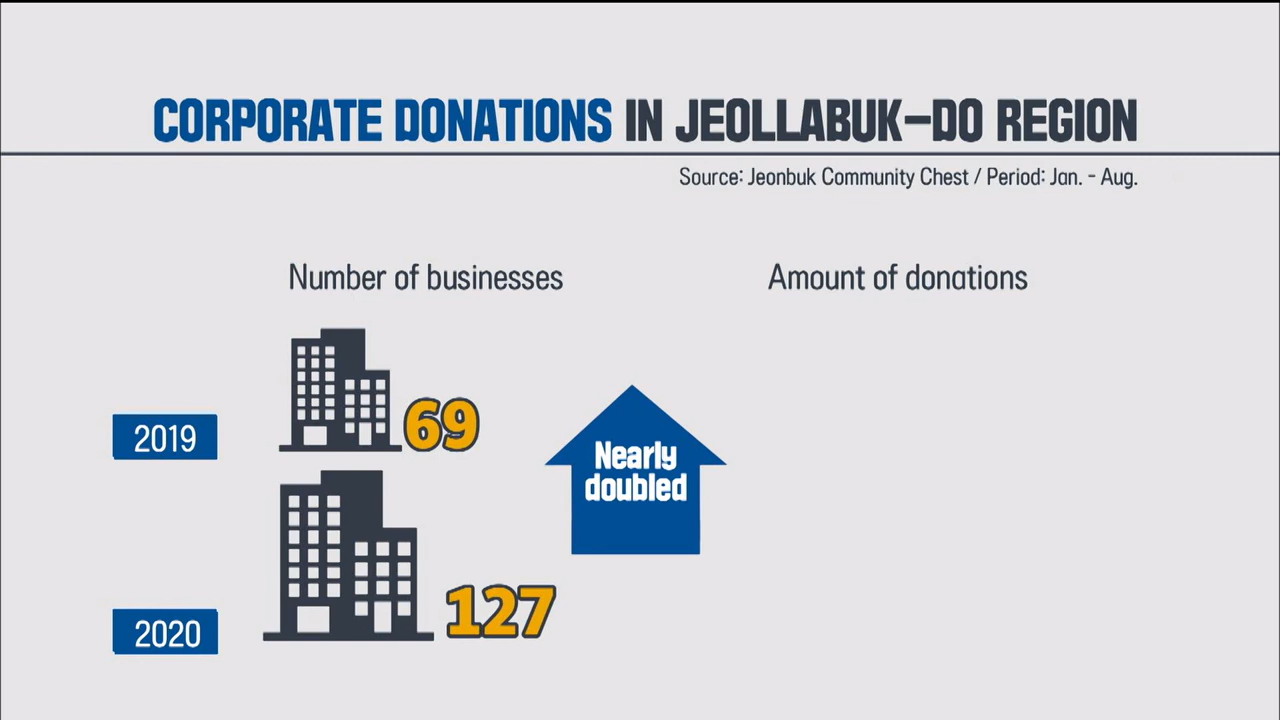 CORPORATE DONATIONS IN JEOLLABUK-DO REGION
Source: Jeonbuk Community Chest / Period: Jan. - Aug.
Number of businesses
Amount of donations
2019
69
Nearly
doubled
2020
127